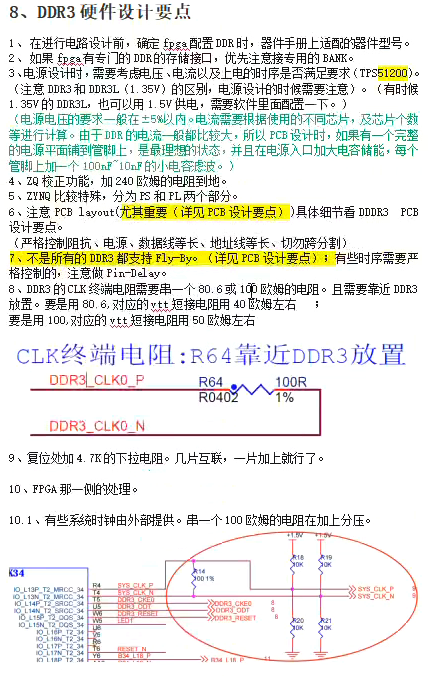 8、DDR3硬件设计要点
1、在进行电路设计前，确定 fpga 配置 DDR 时，器件手册上适配的器件型号。
2、如果 fpga 有专门的 DDR 的存储接口，优先注意接专用的 BANK。
3、电源设计时，需要考虑电压、电流以及上电的时序是否满足要求（TPS51200）。
（注意 DDR3 和 DDR3L（1.35V）的区别，电源设计的时候需要注意）。（有时候
1.35V 的 DDR3L，也可以用 1.5V 供电，需要软件里面配置一下。）
（电源电压的要求一般在±5%以内。电流需要根据使用的不同芯片，及芯片个数
等进行计算。由于 DDR 的电流一般都比较大，所以 PCB 设计时，如果有一个完整
的电源平面铺到管脚上，是最理想的状态，并且在电源入口加大电容储能，每个
管脚上加一个 100nF~10nF 的小电容滤波。）
4、ZQ 校正功能，加 240 欧姆的电阻到地。
5、ZYNQ 比较特殊，分为 PS 和 PL 两个部分。
6、注意 PCB layout(尤其重要（详见 PCB 设计要点）)具体细节看 DDDR3 PCB
设计要点。
（严格控制阻抗、电源、数据线等长、地址线等长、切勿跨分割）
7、不是所有的 DDR3 都支持 Fly-By。（详见 PCB 设计要点）；有些时序需要严
格控制的，注意做 Pin-Delay。
8、DDR3 的 CLK 终端电阻需要串一个 80.6 或 100 欧姆的电阻。且需要靠近 DDR3
放置。要是用 80.6,对应的 vtt 短接电阻用 40 欧姆左右 ；
要是用 100,对应的 vtt 短接电阻用 50 欧姆左右
CLK终端电阻:R64靠近DDR3放置
DDR3_CLK0_P R64 100R
R0402 1%
DDR3_CLK0_N
9、复位处加 4.7K 的下拉电阻。几片互联，一片加上就行了。
10、FPGA 那一侧的处理。
10.1、有些系统时钟由外部提供。串一个 100 欧姆的电阻在加上分压。
+1.5V +1.5V
R18 R19
10K 10K
K34
R14
100 1%
IO_L13P_T2_MRCC_34 R4 SYS_CLK_P
IO_L13N_T2_MRCC_34 T4 SYS_CLK_N
IO_L14P_T2_SRCC_34 T5 DDR3_CKE0
IO_L14N_T2_SRCC_34 U5 DDR3_ODT
IO_L15P_T2_DQS_34 W6 DDR3_RESET
IO_L15N_T2_DQS_34 W5 LEDT
IO_L16P_T2_34 U6
IO_L16N_T2_34 V5
IO_L17P_T2_34 R6
IO_L17N_T2_34 T6 RESET_N
IO_L18P_T2_34 Y6 B34_L18_P
SYS_CLK_P 9
SYS_CLK_N 9
DDR3_CKE0 6
DDR3_ODT 6
DDR3_RESET 6
R20 R21
10K 10K
B34_L18_P 11